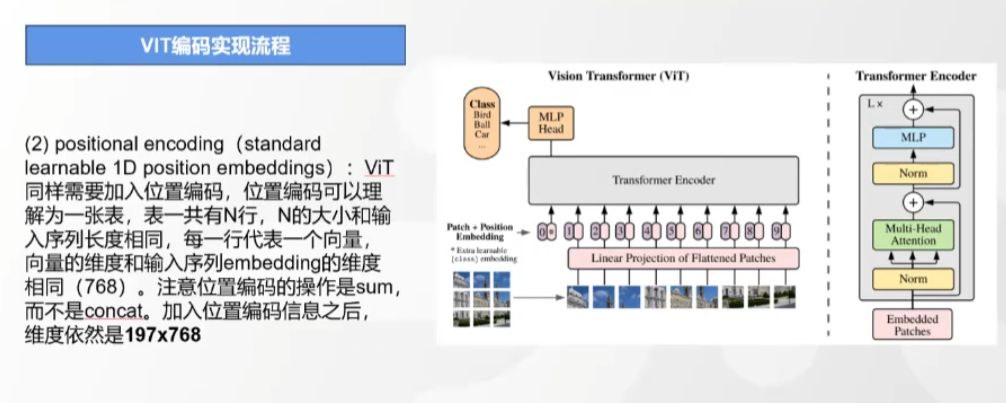 VIT编码实现流程
(2) positional encoding（standard
learnable 1D position embeddings）：ViT
同样需要加入位置编码，位置编码可以理
解为一张表，表一共有N行，N的大小和输
入序列长度相同，每一行代表一个向量，
向量的维度和输入序列embedding的维度
相同（768）。注意位置编码的操作是sum，
而不是concat。加入位置编码信息之后，
维度依然是197x768
Vision Transformer (ViT)
Class
Bird
Ball
Car
...
MLP
Head
Transformer Encoder
Patch + Position
Embedding
* Extra learnable
[class] embedding
0 * 1 2 3 4 5 6 7 8 9
Linear Projection of Flattened Patches
Transformer Encoder
L ×
+
MLP
Norm
+
Multi-Head
Attention
Norm
Embedded
Patches